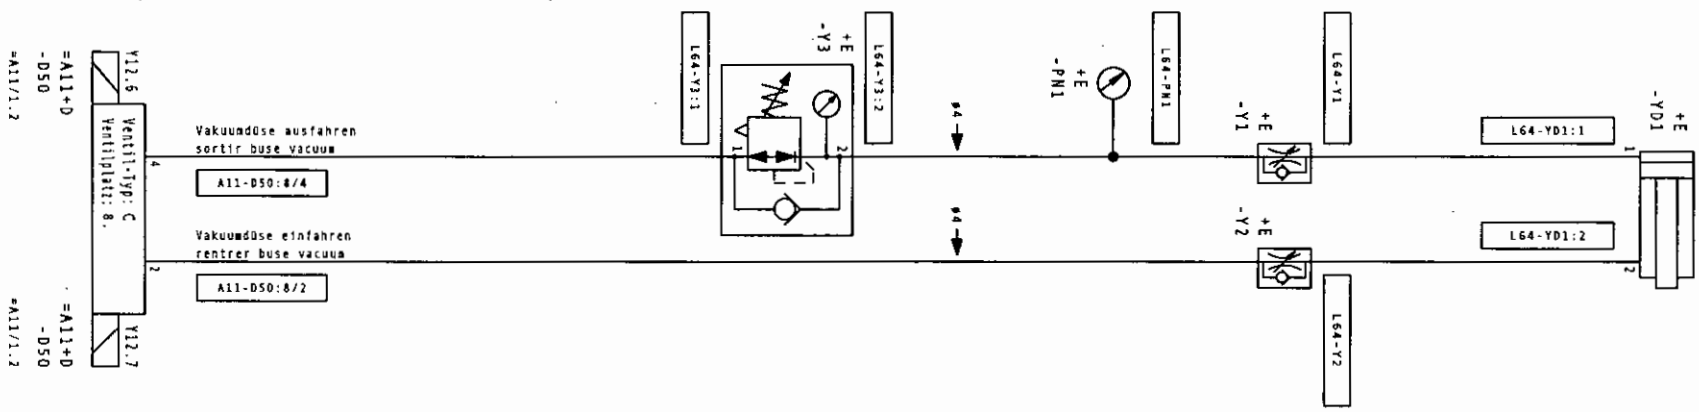 Y12.6
=A11+D
-D50
=A11/1.2
Ventil-Typ: C
Ventilplatz: 8.
Y12.7
=A11+D
-D50
=A11/1.2
4
Vakuumdüse ausfahren
sortir buse vacuum
A11-D50:8/4
2
Vakuumdüse einfahren
rentrer buse vacuum
A11-D50:8/2
L64-Y3:1
+E
-Y3
L64-Y3:2
1
2
ø4
ø4
+E
-PN1
L64-PN1
+E
-Y1
L64-Y1
+E
-Y2
L64-Y2
L64-YD1:1
1
L64-YD1:2
2
+E
-YD1